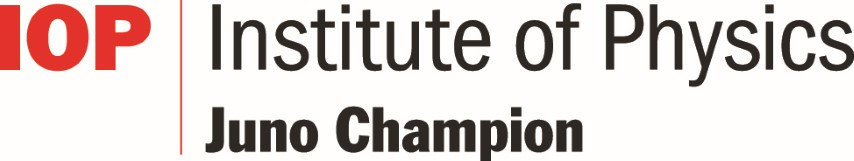 IOP Institute of Physics
Juno Champion